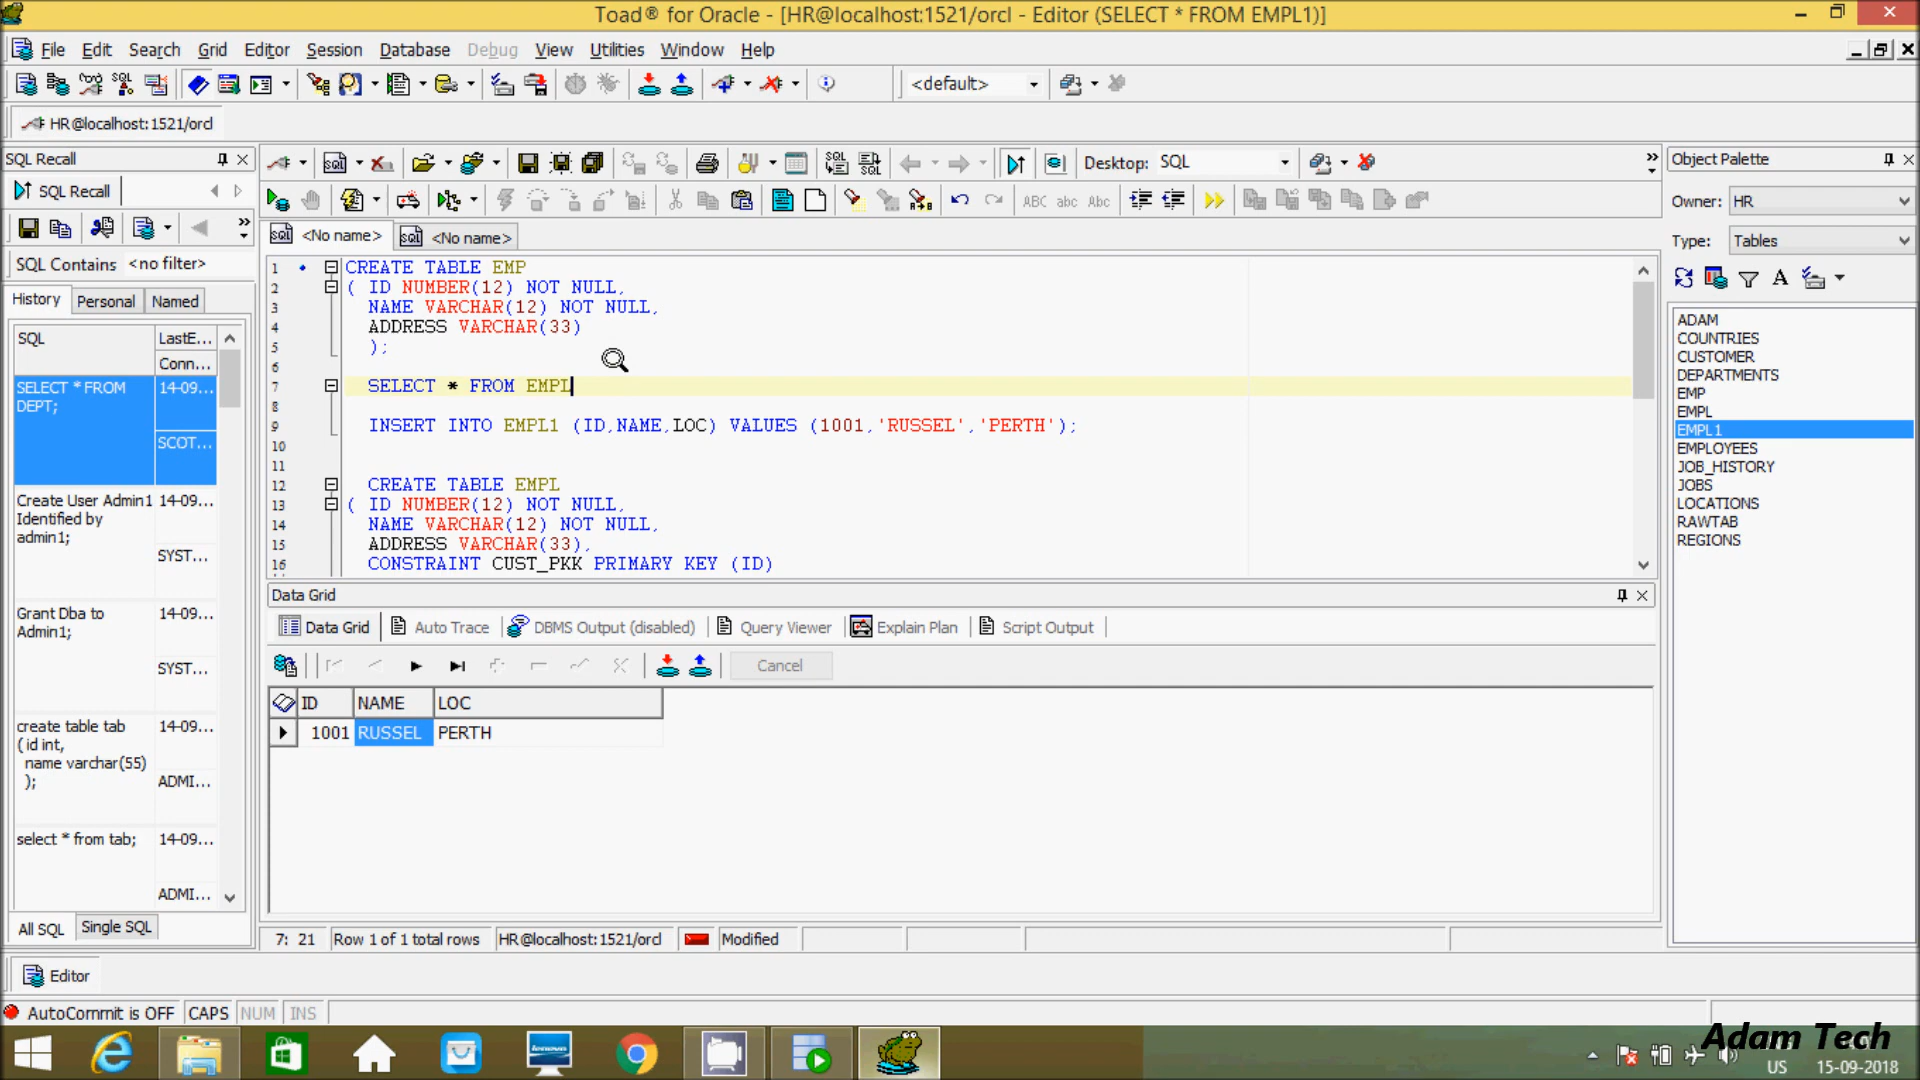 Toad® for Oracle - [HR@localhost:1521/orcl - Editor (SELECT * FROM EMPL1)]
File Edit Search Grid Editor Session Database Debug View Utilities Window Help
<default>
HR@localhost:1521/orcl
SQL Recall
SQL Recall
SQL Contains <no filter>
History Personal Named
SQL LastE...
Conn...
SELECT * FROM DEPT; 14-09...
SCOT...
Create User Admin1 Identified by admin1; 14-09...
SYST...
Grant Dba to Admin1; 14-09...
SYST...
create table tab 14-09...
( id int,
name varchar(55)
); ADMI...
select * from tab; 14-09...
ADMI...
All SQL Single SQL
Desktop: SQL
ABC abc Abc
<No name> <No name>
1 CREATE TABLE EMP
2 ( ID NUMBER(12) NOT NULL,
3 NAME VARCHAR(12) NOT NULL,
4 ADDRESS VARCHAR(33)
5 );
6
7 SELECT * FROM EMPL
8
9 INSERT INTO EMPL1 (ID,NAME,LOC) VALUES (1001,'RUSSEL','PERTH');
10
11
12 CREATE TABLE EMPL
13 ( ID NUMBER(12) NOT NULL,
14 NAME VARCHAR(12) NOT NULL,
15 ADDRESS VARCHAR(33),
16 CONSTRAINT CUST_PKK PRIMARY KEY (ID)
Data Grid
Data Grid Auto Trace DBMS Output (disabled) Query Viewer Explain Plan Script Output
Cancel
ID NAME LOC
1001 RUSSEL PERTH
7: 21 Row 1 of 1 total rows HR@localhost:1521/orcl Modified
Object Palette
Owner: HR
Type: Tables
ADAM
COUNTRIES
CUSTOMER
DEPARTMENTS
EMP
EMPL
EMPL1
EMPLOYEES
JOB_HISTORY
JOBS
LOCATIONS
RAWTAB
REGIONS
Editor
AutoCommit is OFF CAPS NUM INS
Adam Tech
US 15-09-2018